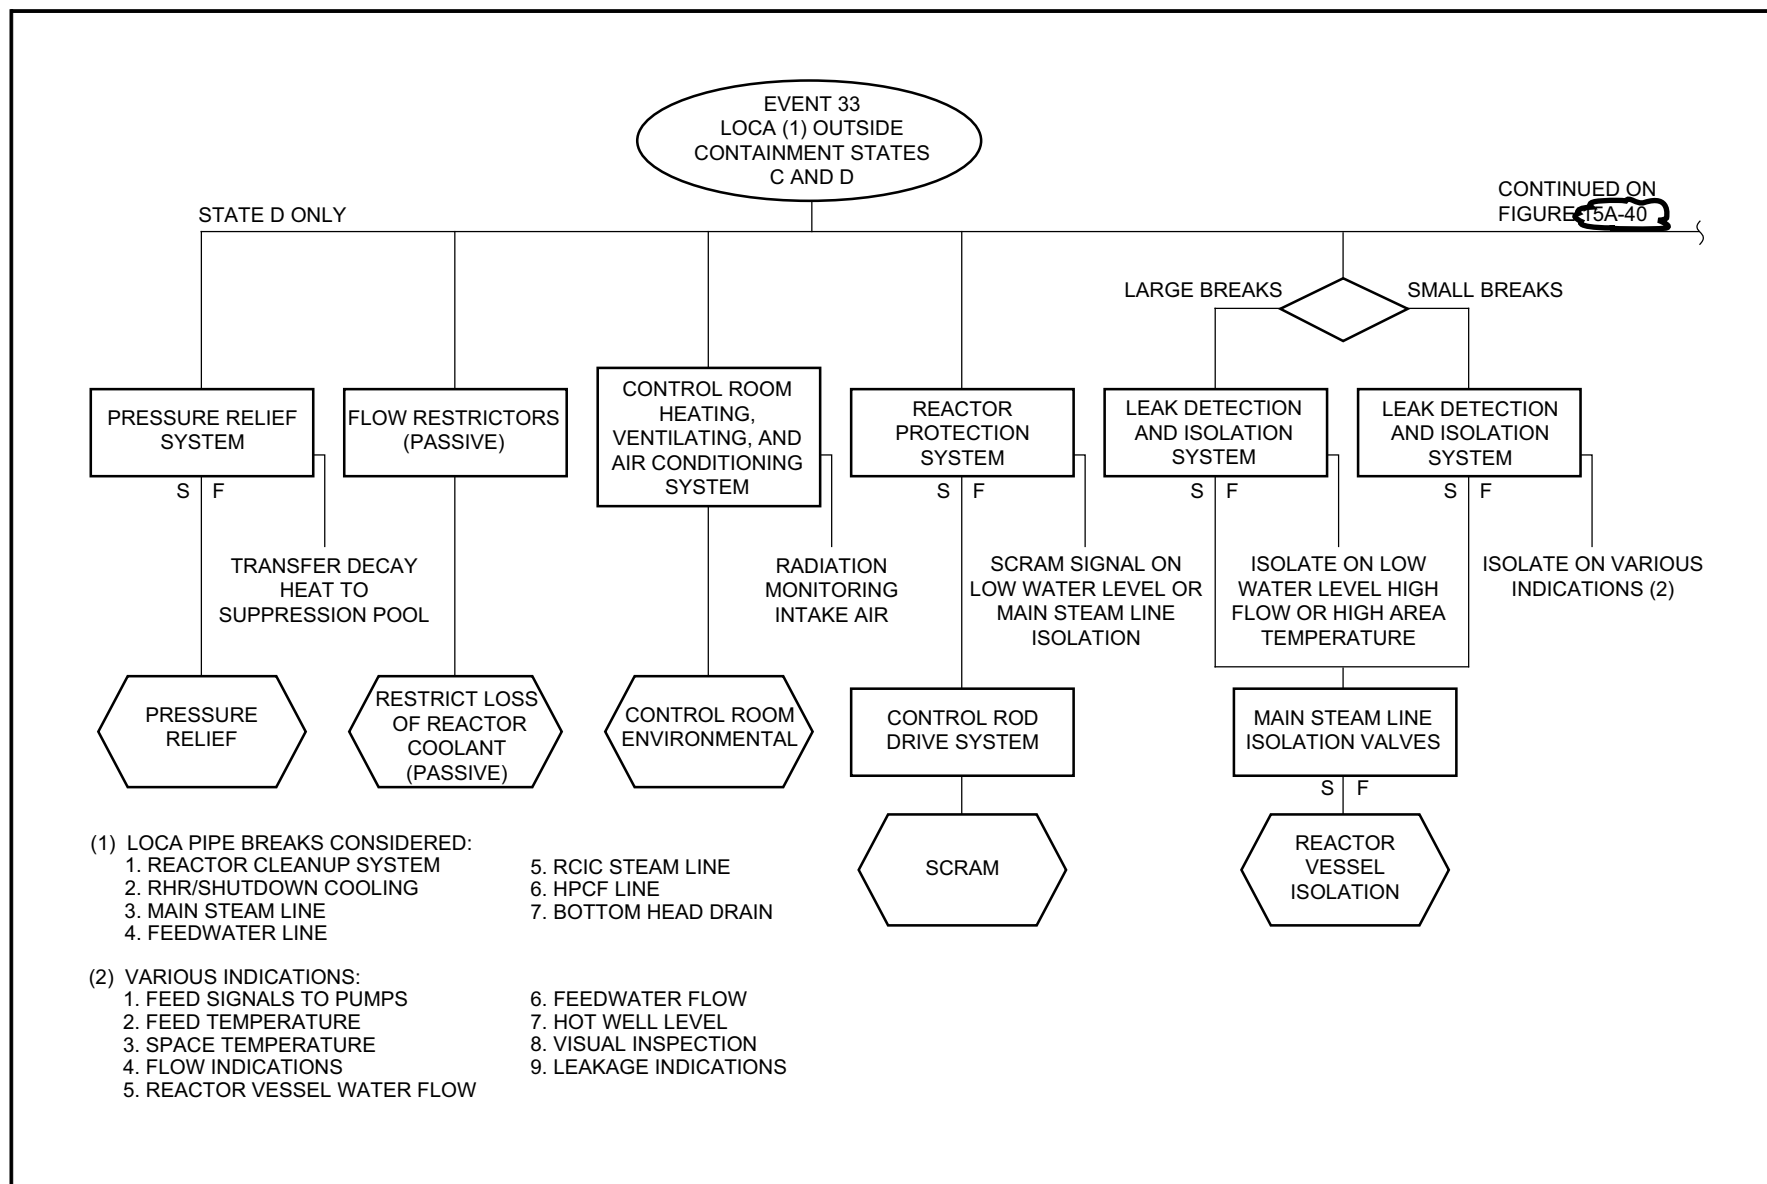 EVENT 33
LOCA (1) OUTSIDE
CONTAINMENT STATES
C AND D
STATE D ONLY
CONTINUED ON
FIGURE 15A-40
LARGE BREAKS
SMALL BREAKS
PRESSURE RELIEF
SYSTEM
S F
FLOW RESTRICTORS
(PASSIVE)
CONTROL ROOM
HEATING,
VENTILATING, AND
AIR CONDITIONING
SYSTEM
REACTOR
PROTECTION
SYSTEM
S F
LEAK DETECTION
AND ISOLATION
SYSTEM
S F
LEAK DETECTION
AND ISOLATION
SYSTEM
S F
TRANSFER DECAY
HEAT TO
SUPPRESSION POOL
RADIATION
MONITORING
INTAKE AIR
SCRAM SIGNAL ON
LOW WATER LEVEL OR
MAIN STEAM LINE
ISOLATION
ISOLATE ON LOW
WATER LEVEL HIGH
FLOW OR HIGH AREA
TEMPERATURE
ISOLATE ON VARIOUS
INDICATIONS (2)
PRESSURE
RELIEF
RESTRICT LOSS
OF REACTOR
COOLANT
(PASSIVE)
CONTROL ROOM
ENVIRONMENTAL
CONTROL ROD
DRIVE SYSTEM
MAIN STEAM LINE
ISOLATION VALVES
S F
SCRAM
REACTOR
VESSEL
ISOLATION
(1) LOCA PIPE BREAKS CONSIDERED:
1. REACTOR CLEANUP SYSTEM
2. RHR/SHUTDOWN COOLING
3. MAIN STEAM LINE
4. FEEDWATER LINE
5. RCIC STEAM LINE
6. HPCF LINE
7. BOTTOM HEAD DRAIN
(2) VARIOUS INDICATIONS:
1. FEED SIGNALS TO PUMPS
2. FEED TEMPERATURE
3. SPACE TEMPERATURE
4. FLOW INDICATIONS
5. REACTOR VESSEL WATER FLOW
6. FEEDWATER FLOW
7. HOT WELL LEVEL
8. VISUAL INSPECTION
9. LEAKAGE INDICATIONS